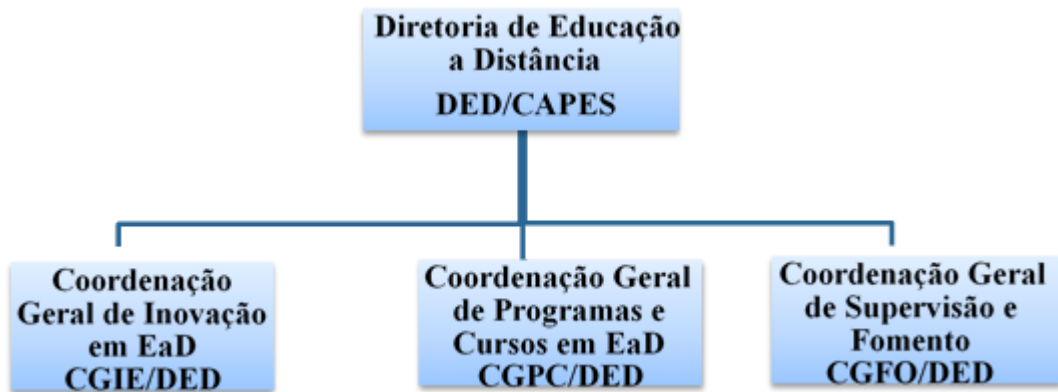 Diretoria de Educação
a Distância
DED/CAPES
Coordenação
Geral de Inovação
em EaD
CGIE/DED
Coordenação Geral
de Programas e
Cursos em EaD
CGPC/DED
Coordenação Geral
de Supervisão e
Fomento
CGFO/DED